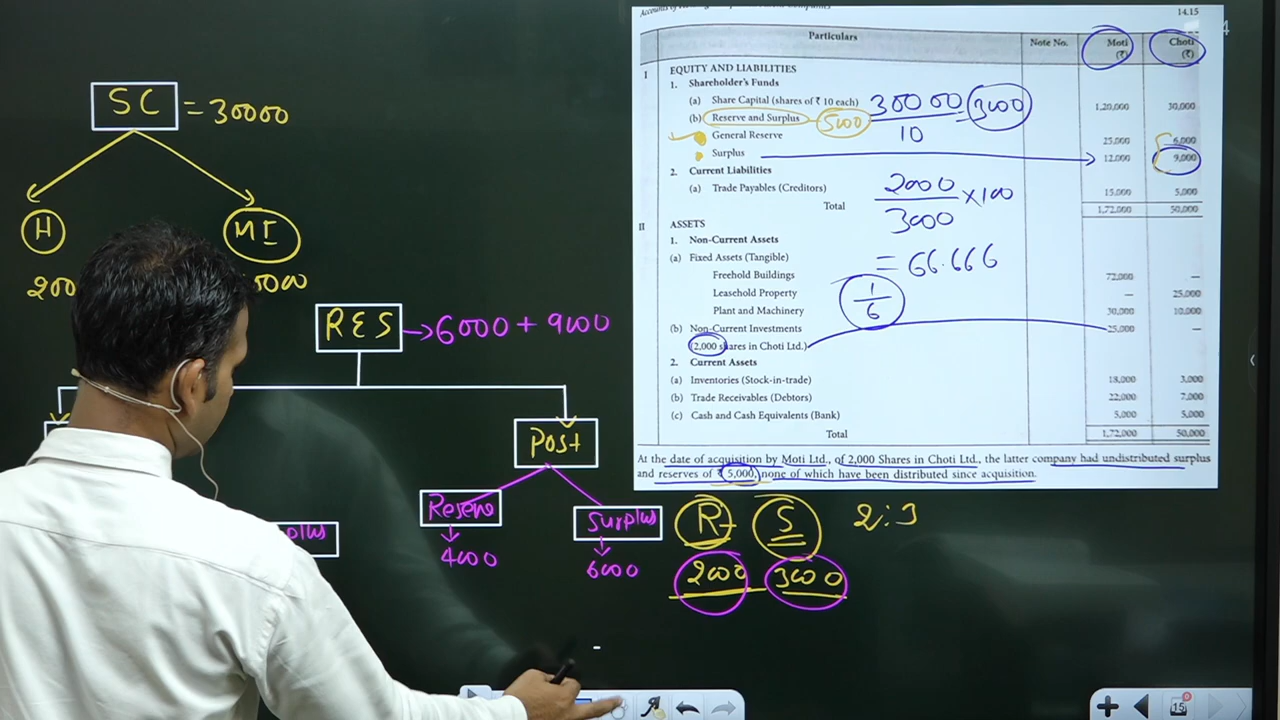 SC = 30000
H
MI
200
000
RES → 6000 + 9000
Post
Reserve
Surplus
4000
6000
plus
R S 2:3
2000 3000
14.15
Particulars Note No. Moti (₹) Choti (₹)
I EQUITY AND LIABILITIES
1. Shareholder's Funds
(a) Share Capital (shares of ₹ 10 each) 1,20,000 30,000
(b) Reserve and Surplus 5000
General Reserve 25,000 6,000
Surplus 12,000 9,000
2. Current Liabilities
(a) Trade Payables (Creditors) 15,000 5,000
Total 1,72,000 50,000
II ASSETS
1. Non-Current Assets
(a) Fixed Assets (Tangible)
Freehold Buildings 72,000 —
Leasehold Property — 25,000
Plant and Machinery 30,000 10,000
(b) Non-Current Investments 25,000 —
(2,000 shares in Choti Ltd.)
2. Current Assets
(a) Inventories (Stock-in-trade) 18,000 3,000
(b) Trade Receivables (Debtors) 22,000 7,000
(c) Cash and Cash Equivalents (Bank) 5,000 5,000
Total 1,72,000 50,000
30000 = 3000
10
2000 × 100
3000
= 66.666
1
6
At the date of acquisition by Moti Ltd., of 2,000 Shares in Choti Ltd., the latter company had undistributed surplus
and reserves of ₹ 5,000, none of which have been distributed since acquisition.
15